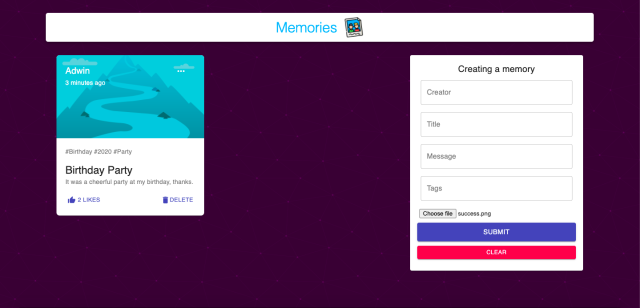 Memories
Adwin
3 minutes ago
#Birthday #2020 #Party
Birthday Party
It was a cheerful party at my birthday, thanks.
2 LIKES
DELETE
Creating a memory
Creator
Title
Message
Tags
Choose file success.png
SUBMIT
CLEAR